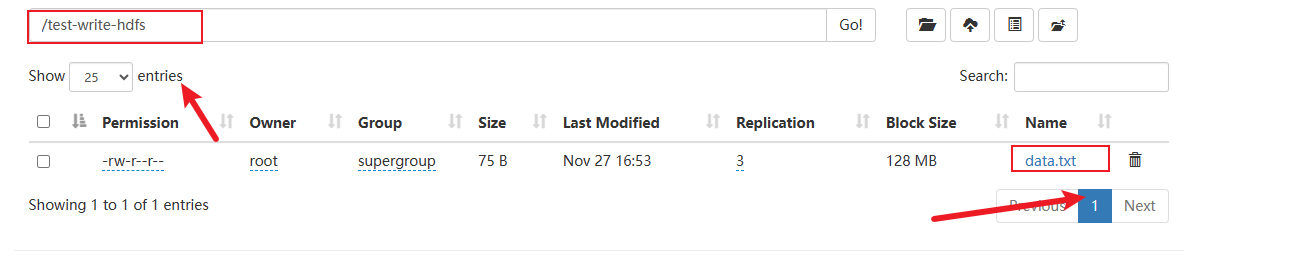 /test-write-hdfs Go!
Show 25 entries Search:
Permission Owner Group Size Last Modified Replication Block Size Name
-rw-r--r-- root supergroup 75 B Nov 27 16:53 3 128 MB data.txt
Showing 1 to 1 of 1 entries Previous 1 Next